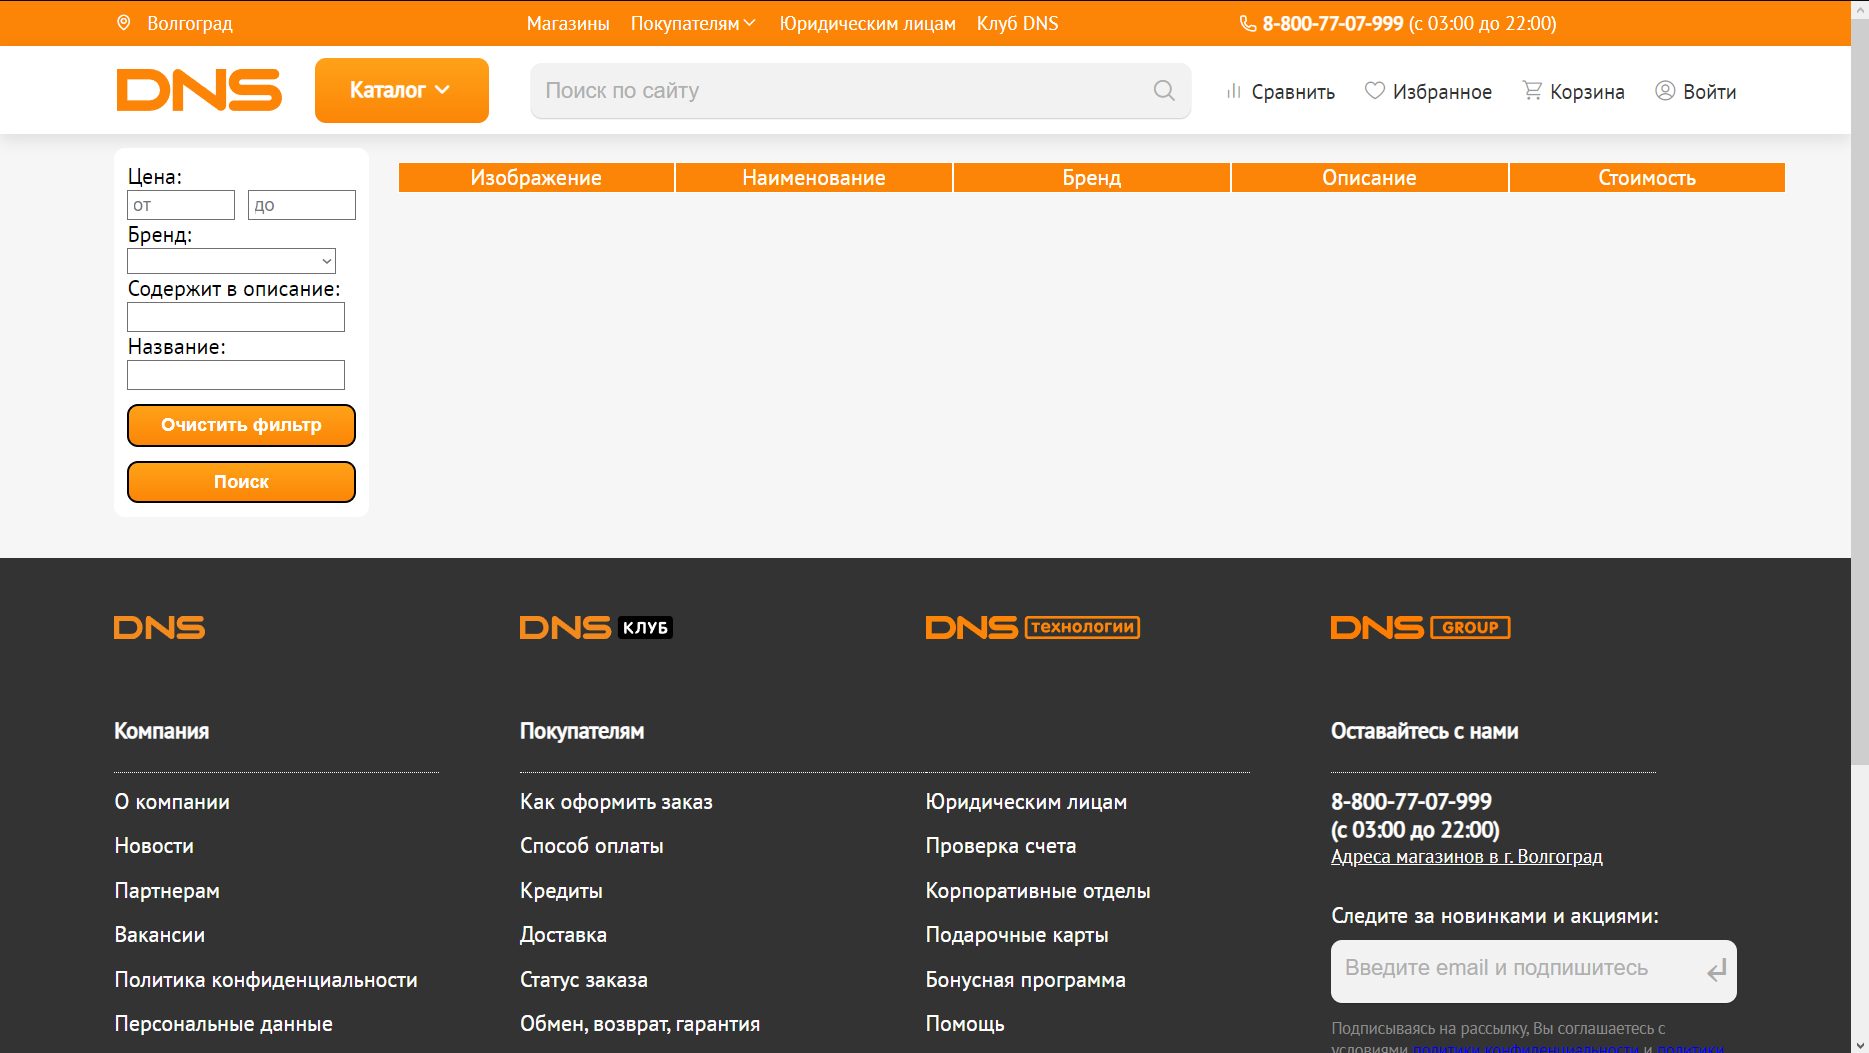 Волгоград
Магазины Покупателям Юридическим лицам Клуб DNS
8-800-77-07-999 (с 03:00 до 22:00)
DNS
Каталог
Поиск по сайту
Сравнить Избранное Корзина Войти
Цена:
от до
Бренд:
Содержит в описание:
Название:
Очистить фильтр
Поиск
Изображение Наименование Бренд Описание Стоимость
DNS
DNS КЛУБ
DNS ТЕХНОЛОГИИ
DNS GROUP
Компания
О компании
Новости
Партнерам
Вакансии
Политика конфиденциальности
Персональные данные
Покупателям
Как оформить заказ
Способ оплаты
Кредиты
Доставка
Статус заказа
Обмен, возврат, гарантия
Юридическим лицам
Проверка счета
Корпоративные отделы
Подарочные карты
Бонусная программа
Помощь
Оставайтесь с нами
8-800-77-07-999
(с 03:00 до 22:00)
Адреса магазинов в г. Волгоград
Следите за новинками и акциями:
Введите email и подпишитесь
Подписываясь на рассылку, Вы соглашаетесь с
условиями политики конфиденциальности и политики